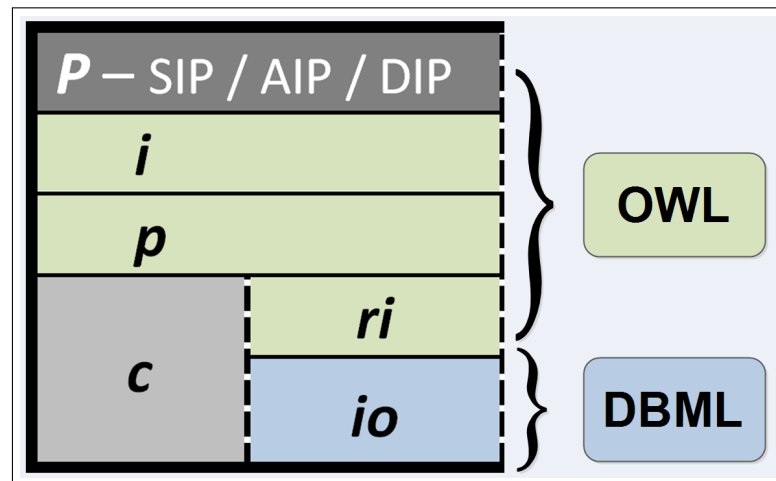 P – SIP / AIP / DIP
i
p
OWL
ri
c
io
DBML